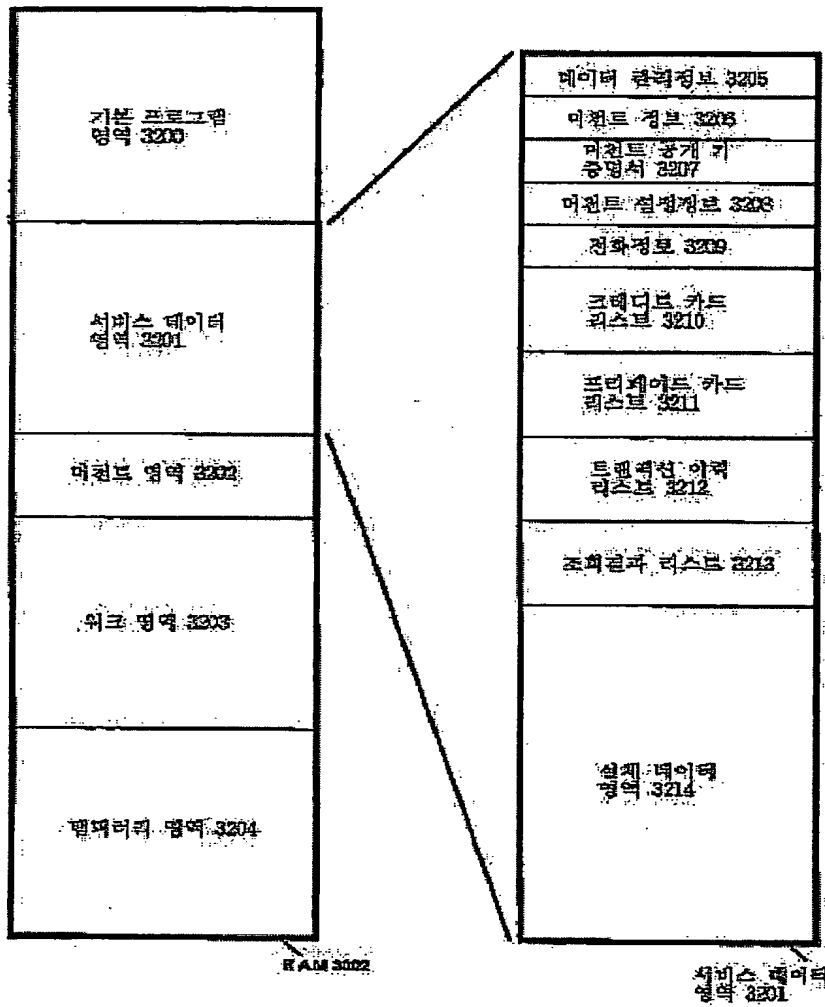 기본 프로그램
영역 3200
서비스 데이터
영역 3201
머천트 영역 3202
워크 영역 3203
템퍼러리 영역 3204
RAM 3002
데이터 관리정보 3205
머천트 정보 3206
머천트 공개 키
증명서 3207
머천트 설정정보 3208
전화정보 3209
크레디트 카드
리스트 3210
프리페이드 카드
리스트 3211
트랜잭션 이력
리스트 3212
조회결과 리스트 3213
실제 데이터
영역 3214
서비스 데이터
영역 3201